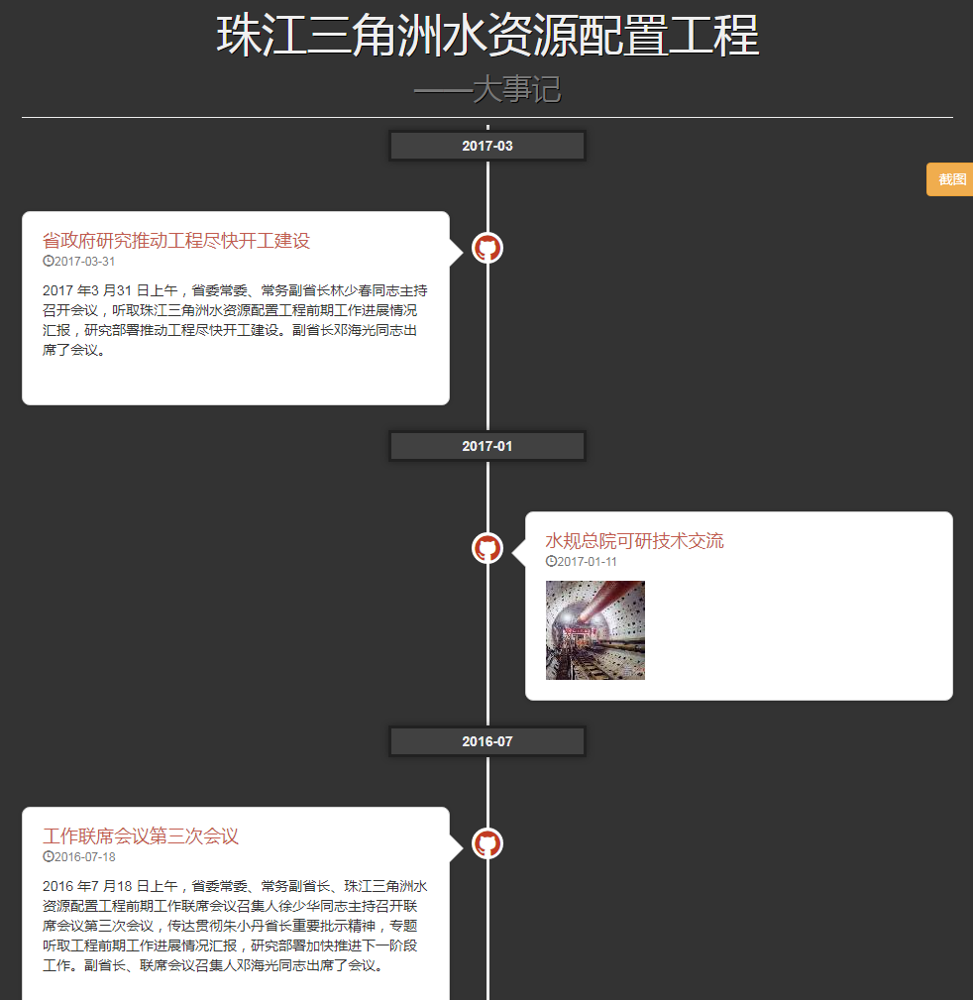 珠江三角洲水资源配置工程
——大事记
2017-03
截图
省政府研究推动工程尽快开工建设
2017-03-31
2017 年3 月31 日上午，省委常委、常务副省长林少春同志主持
召开会议，听取珠江三角洲水资源配置工程前期工作进展情况
汇报，研究部署推动工程尽快开工建设。副省长邓海光同志出
席了会议。
2017-01
水规总院可研技术交流
2017-01-11
2016-07
工作联席会议第三次会议
2016-07-18
2016 年7 月18 日上午，省委常委、常务副省长、珠江三角洲水
资源配置工程前期工作联席会议召集人徐少华同志主持召开联
席会议第三次会议，传达贯彻朱小丹省长重要批示精神，专题
听取工程前期工作进展情况汇报，研究部署加快推进下一阶段
工作。副省长、联席会议召集人邓海光同志出席了会议。